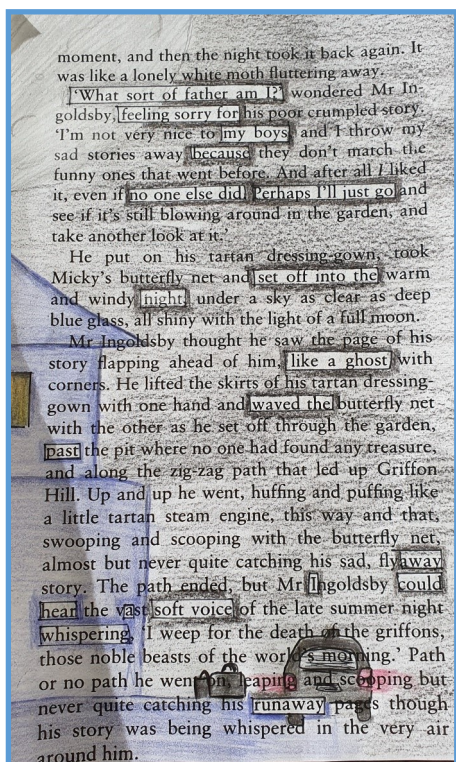 moment, and then the night took it back again. It
was like a lonely white moth fluttering away.
'What sort of father am I?' wondered Mr In-
goldsby, feeling sorry for his poor crumpled story.
'I'm not very nice to my boys, and I throw my
sad stories away because they don't match the
funny ones that went before. And after all I liked
it, even if no one else did. Perhaps I'll just go and
see if it's still blowing around in the garden, and
take another look at it.'
He put on his tartan dressing-gown, took
Micky's butterfly net and set off into the warm
and windy night, under a sky as clear as deep
blue glass, all shiny with the light of a full moon.
Mr Ingoldsby thought he saw the page of his
story flapping ahead of him, like a ghost with
corners. He lifted the skirts of his tartan dressing-
gown with one hand and waved the butterfly net
with the other as he set off through the garden,
past the pit where no one had found any treasure,
and along the zig-zag path that led up Griffon
Hill. Up and up he went, huffing and puffing like
a little tartan steam engine, this way and that,
swooping and scooping with the butterfly net,
almost but never quite catching his sad, flyaway
story. The path ended, but Mr Ingoldsby could
hear the vast soft voice of the late summer night
whispering, 'I weep for the death of the griffons,
those noble beasts of the world's morning.' Path
or no path he went on, leaping and scooping but
never quite catching his runaway pages though
his story was being whispered in the very air
around him.